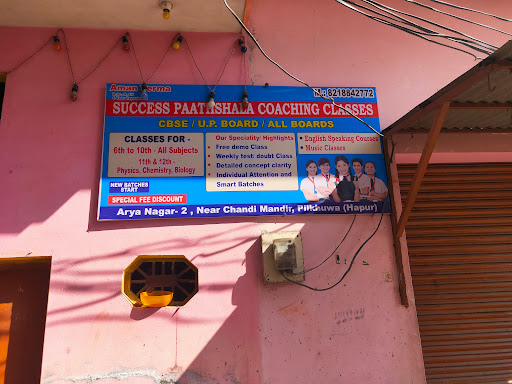 Aman Verma
M.: 8218842772
SUCCESS PAATHSHALA COACHING CLASSES
CBSE / U.P. BOARD / ALL BOARDS
CLASSES FOR -
6th to 10th - All Subjects
11th & 12th -
Physics, Chemistry, Biology
NEW BATCHES
START
SPECIAL FEE DISCOUNT
Our Speciality/ Highlights
• Free demo Class
• Weekly test/ doubt Class
• Detailed concept clarity
• Individual Attention and
Smart Batches
• English Speaking Courses
• Music Classes
Arya Nagar- 2 , Near Chandi Mandir, Pilkhuwa (Hapur)